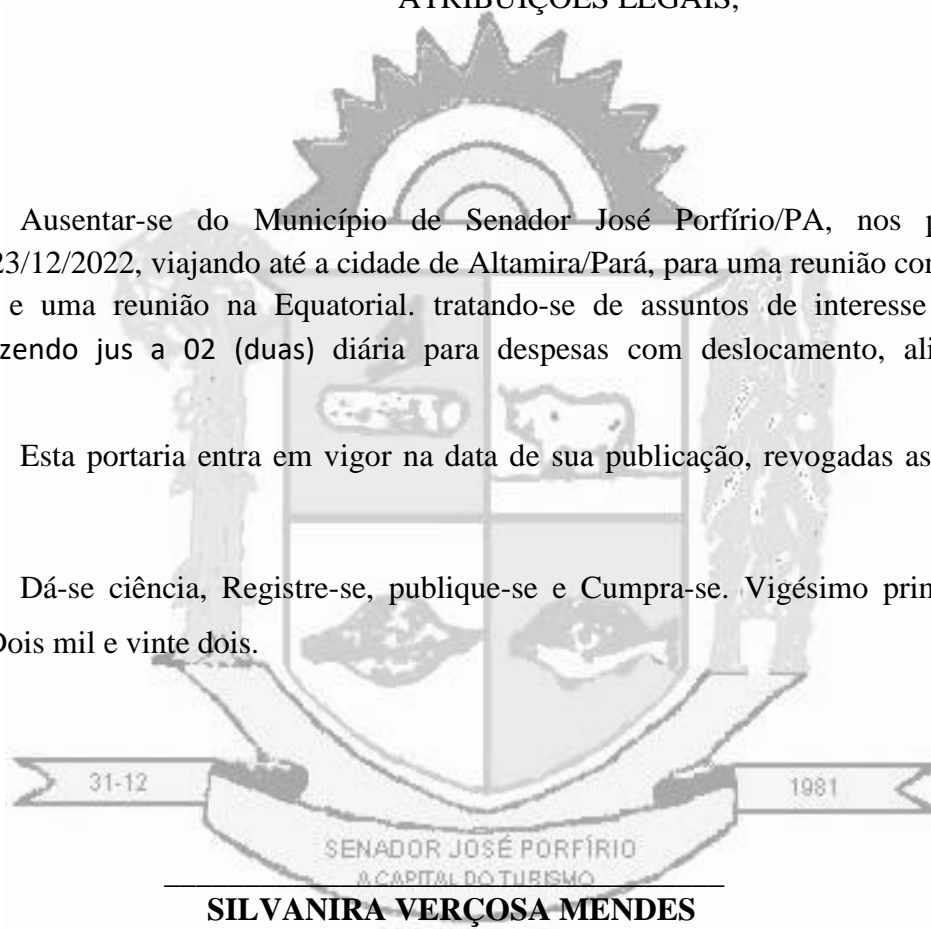 ATRIBUIÇÕES LEGAIS,
Ausentar-se do Município de Senador José Porfírio/PA, nos p
23/12/2022, viajando até a cidade de Altamira/Pará, para uma reunião con
e uma reunião na Equatorial. tratando-se de assuntos de interesse
zendo jus a 02 (duas) diária para despesas com deslocamento, ali
Esta portaria entra em vigor na data de sua publicação, revogadas as
Dá-se ciência, Registre-se, publique-se e Cumpra-se. Vigésimo prin
Dois mil e vinte dois.
31-12
1981
SENADOR JOSÉ PORFÍRIO
A CAPITAL DO TURISMO
SILVANIRA VERÇOSA MENDES